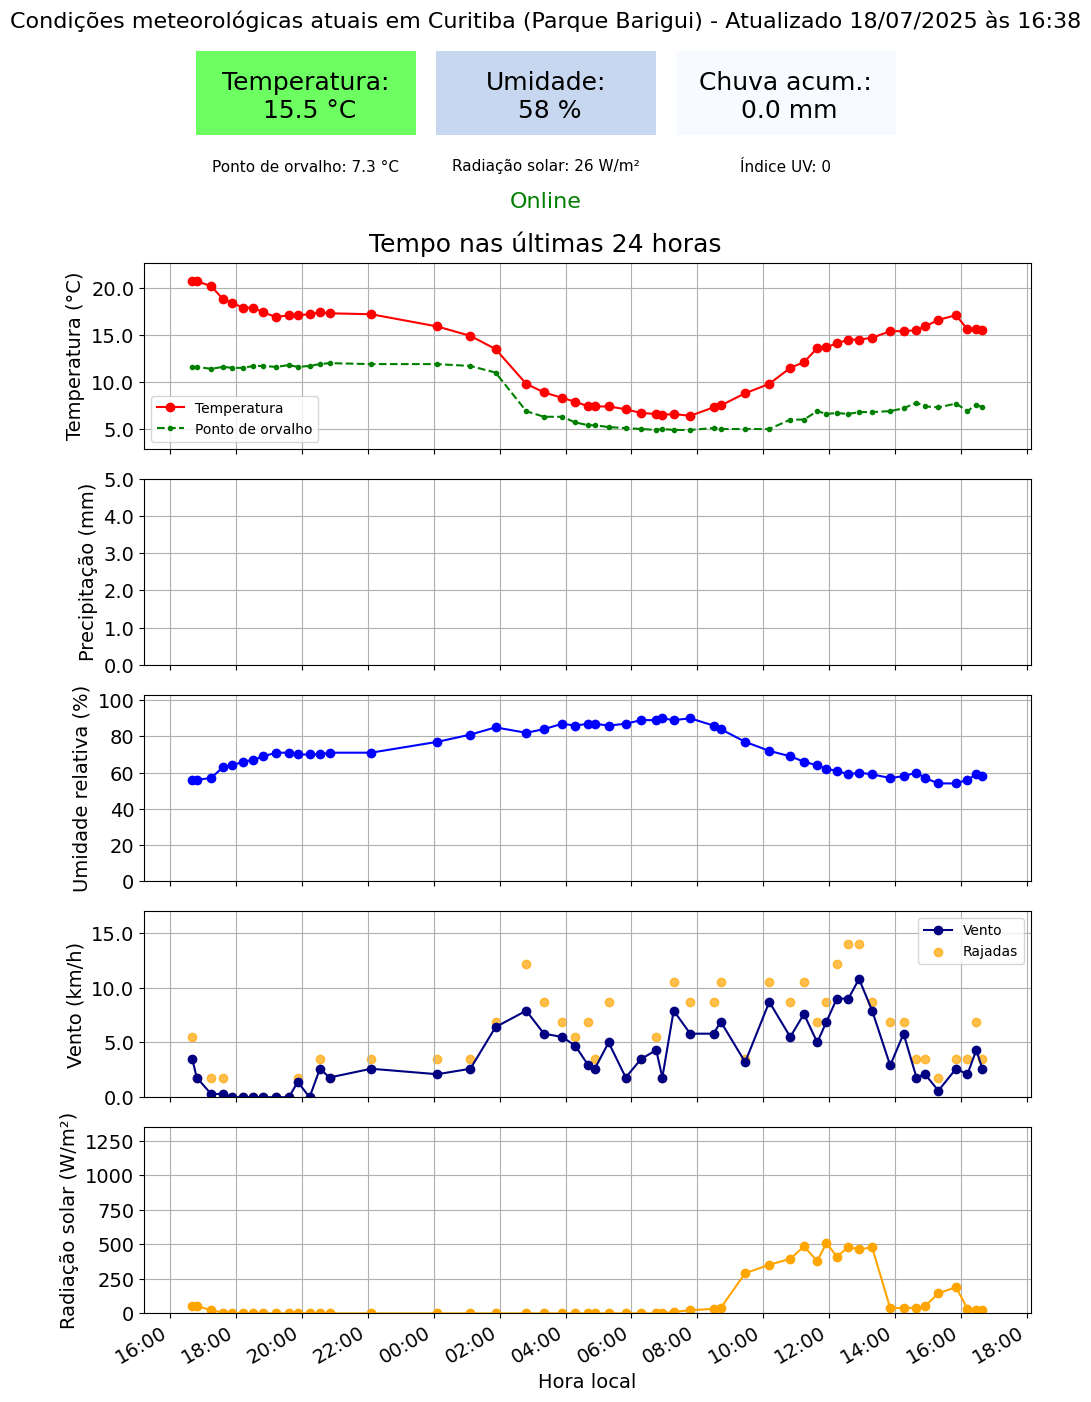 Condições meteorológicas atuais em Curitiba (Parque Barigui) - Atualizado 18/07/2025 às 16:38
Temperatura:
15.5 °C
Umidade:
58 %
Chuva acum.:
0.0 mm
Ponto de orvalho: 7.3 °C
Radiação solar: 26 W/m²
Índice UV: 0
Online
Tempo nas últimas 24 horas
Temperatura (°C)
20.0
15.0
10.0
5.0
Temperatura
Ponto de orvalho
Precipitação (mm)
5.0
4.0
3.0
2.0
1.0
0.0
Umidade relativa (%)
100
80
60
40
20
0
Vento (km/h)
15.0
10.0
5.0
0.0
Vento
Rajadas
Radiação solar (W/m²)
1250
1000
750
500
250
0
16:00
18:00
20:00
22:00
00:00
02:00
04:00
06:00
08:00
10:00
12:00
14:00
16:00
18:00
Hora local